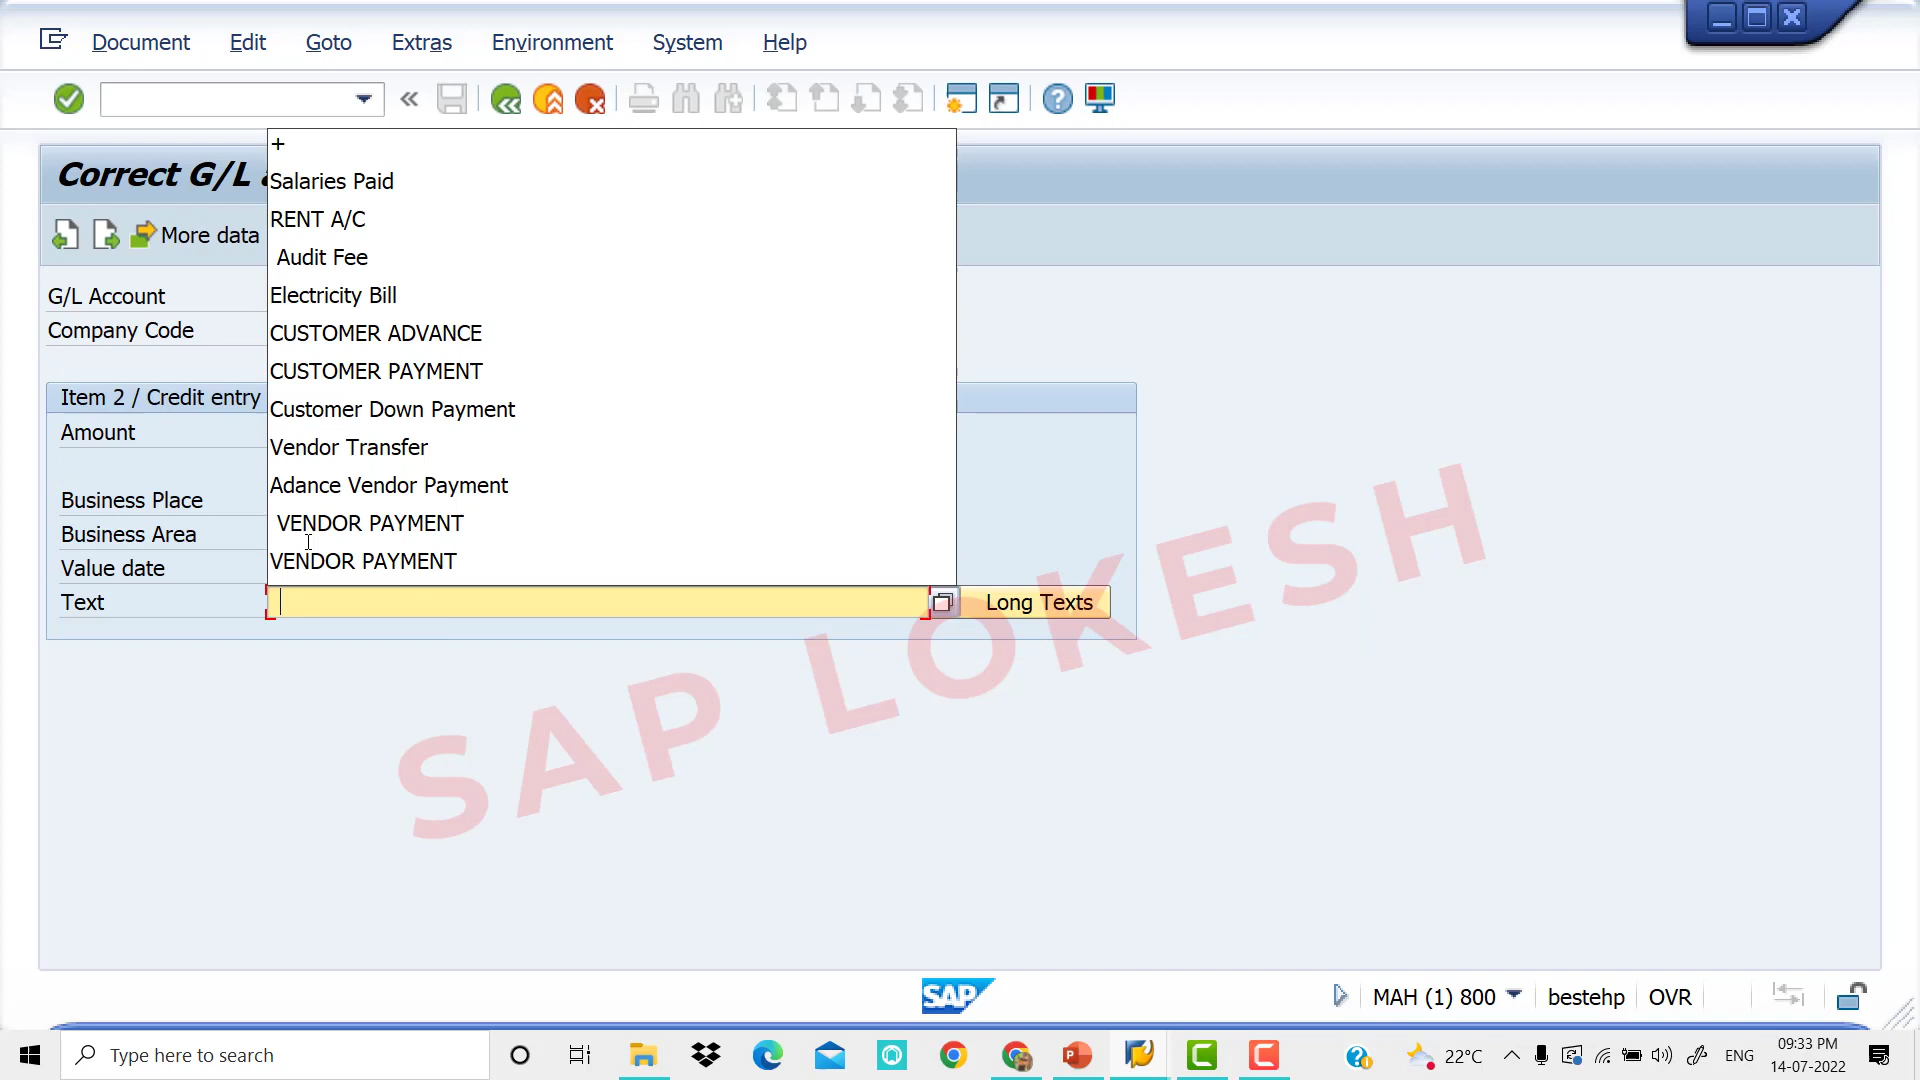 Document Edit Goto Extras Environment System Help
Correct G/L a
More data
+
Salaries Paid
RENT A/C
Audit Fee
Electricity Bill
CUSTOMER ADVANCE
CUSTOMER PAYMENT
Customer Down Payment
Vendor Transfer
Adance Vendor Payment
VENDOR PAYMENT
VENDOR PAYMENT
G/L Account
Company Code
Item 2 / Credit entry
Amount
Business Place
Business Area
Value date
Text
Long Texts
SAP LOKESH
SAP
MAH (1) 800 bestehp OVR
Type here to search
22°C ENG
09:33 PM
14-07-2022